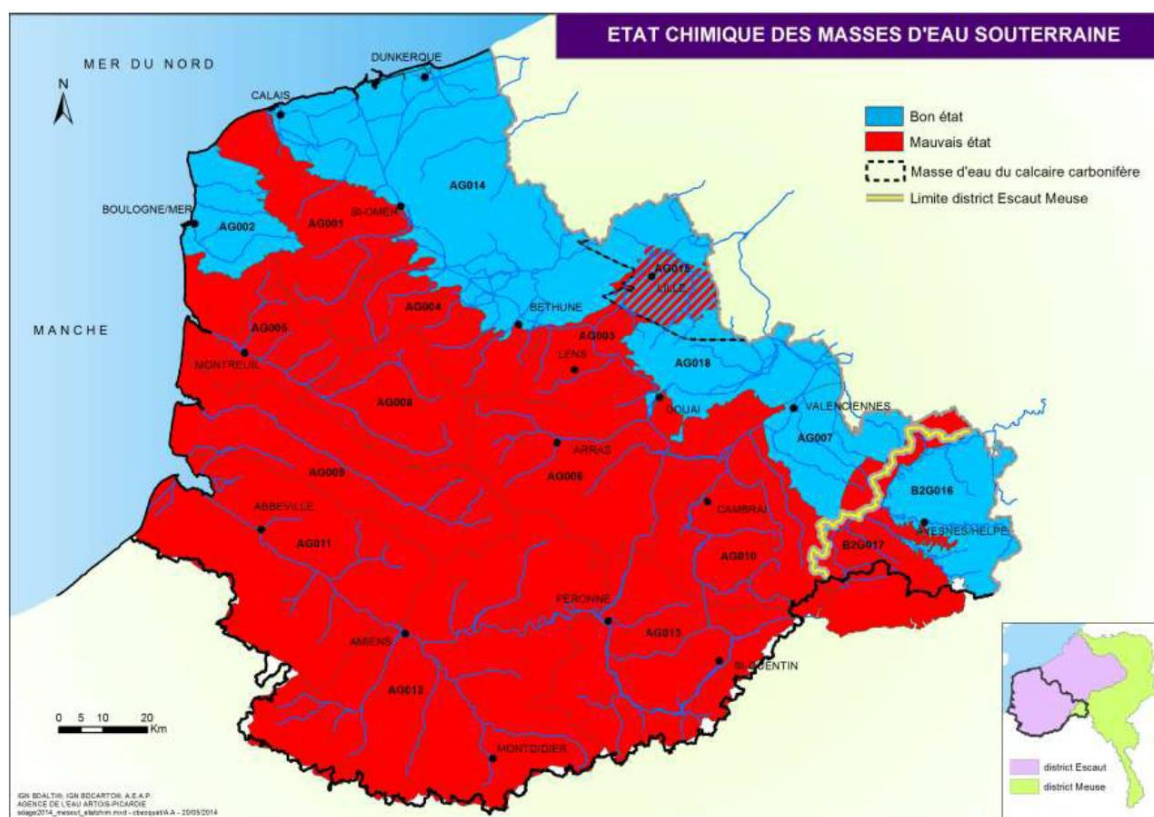 ETAT CHIMIQUE DES MASSES D'EAU SOUTERRAINE
MER DU NORD
DUNKERQUE
N
CALAIS
Bon état
Mauvais état
Masse d'eau du calcaire carbonifère
Limite district Escaut Meuse
AG014
BOULOGNE/MER
AG002
AG001
ST-OMER
AG015
LILLE
AG004
BETHUNE
MANCHE
AG005
AG003
LENS
AG018
MONTREUIL
AG008
DOUAI
VALENCIENNES
AG007
ARRAS
AG009
AG006
B2G016
ABBEVILLE
CAMBRAI
AVESNES/HELPE
AG011
AG010
B2G017
PERONNE
AMIENS
AG013
ST-QUENTIN
AG012
0 5 10 20
Km
MONTDIDIER
district Escaut
district Meuse
AGENCE DE L'EAU ARTOIS-PICARDIE